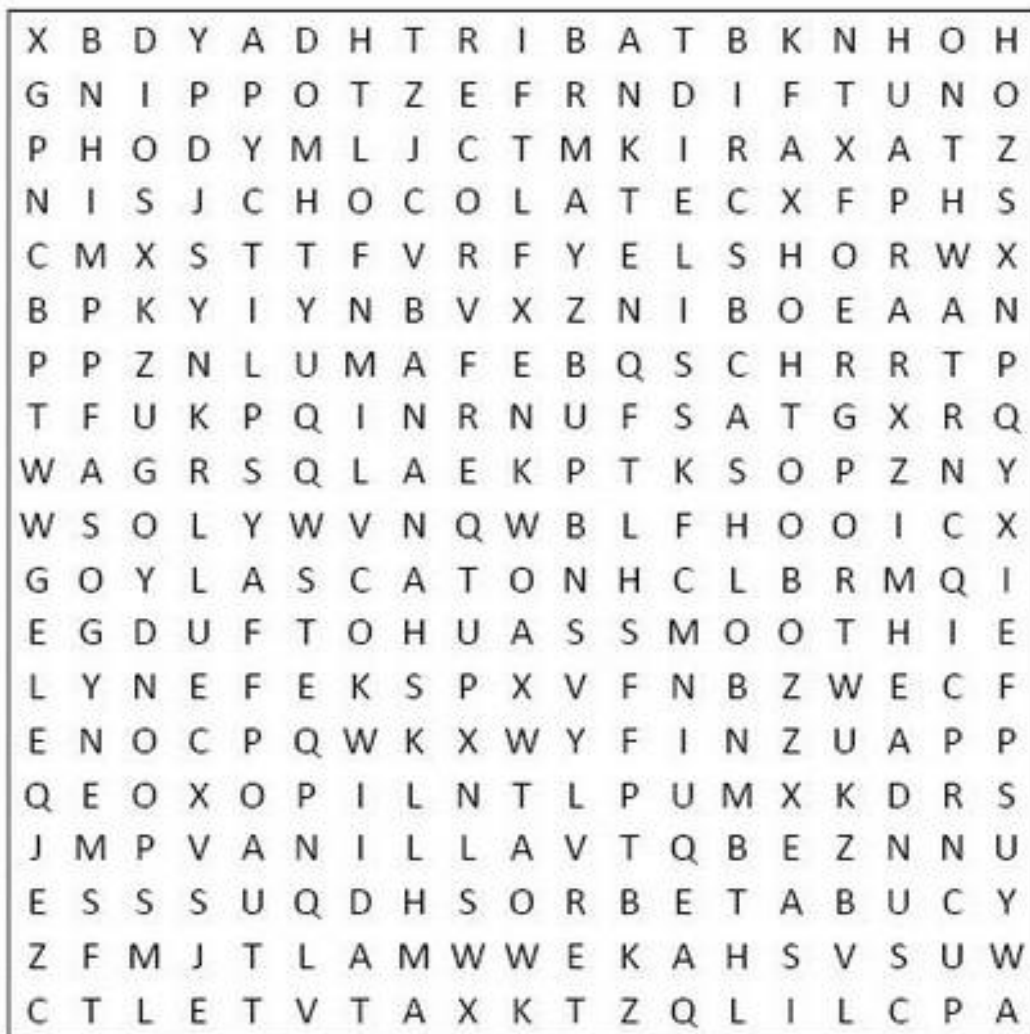 X B D Y A D H T R I B A T B K N H O H
G N I P P O T Z E F R N D I F T U N O
P H O D Y M L J C T M K I R A X A T Z
N I S J C H O C O L A T E C X F P H S
C M X S T T F V R F Y E L S H O R W X
B P K Y I Y N B V X Z N I B O E A A N
P P Z N L U M A F E B Q S C H R R T P
T F U K P Q I N R N U F S A T G X R Q
W A G R S Q L A E K P T K S O P Z N Y
W S O L Y W V N Q W B L F H O O I C X
G O Y L A S C A T O N H C L B R M Q I
E G D U F T O H U A S S M O O T H I E
L Y N E F E K S P X V F N B Z W E C F
E N O C P Q W K X W Y F I N Z U A P P
Q E O X O P I L N T L P U M X K D R S
J M P V A N I L L A V T Q B E Z N N U
E S S S U Q D H S O R B E T A B U C Y
Z F M J T L A M W W E K A H S V S U W
C T L E T V T A X K T Z Q L I L C P A